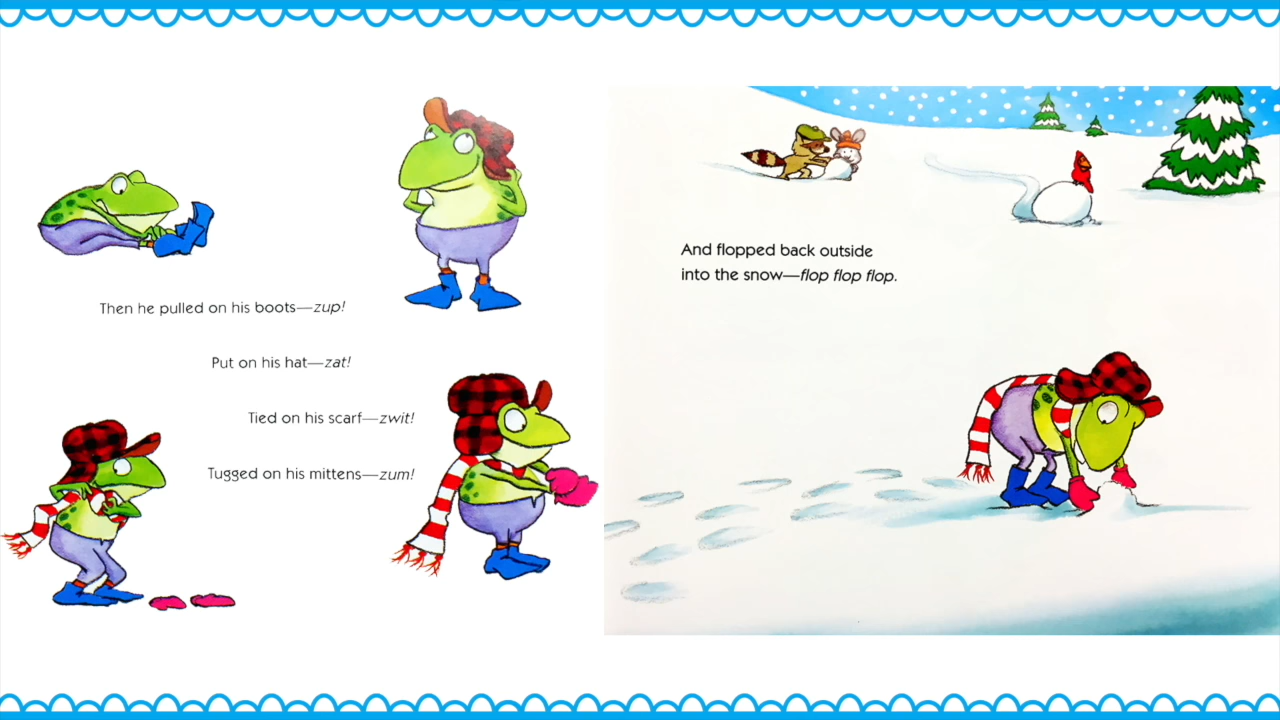 Then he pulled on his boots—zup!
Put on his hat—zat!
Tied on his scarf—zwit!
Tugged on his mittens—zum!
And flopped back outside
into the snow—flop flop flop.